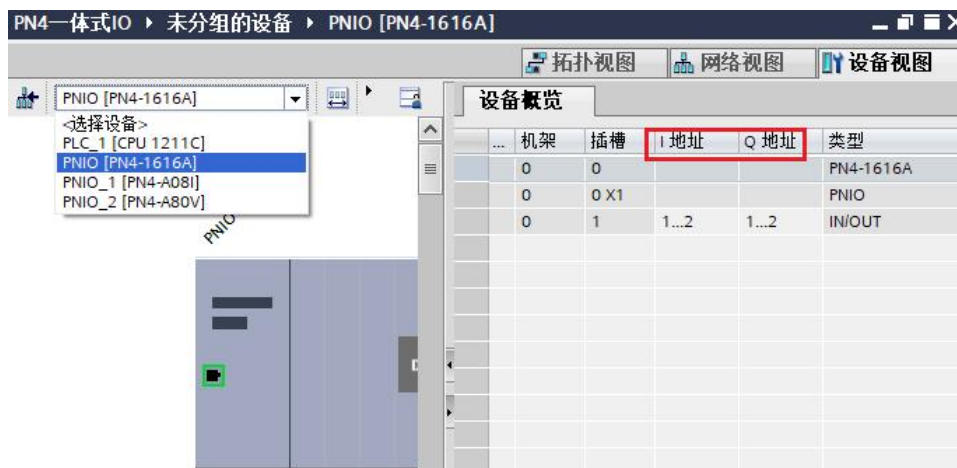 PN4一体式IO ▸ 未分组的设备 ▸ PNIO [PN4-1616A]
拓扑视图 网络视图 设备视图
PNIO [PN4-1616A]
<选择设备>
PLC_1 [CPU 1211C]
PNIO [PN4-1616A]
PNIO_1 [PN4-A08I]
PNIO_2 [PN4-A80V]
PNIO
设备概览
... 机架 插槽 I 地址 Q 地址 类型
0 0 PN4-1616A
0 0 X1 PNIO
0 1 1...2 1...2 IN/OUT